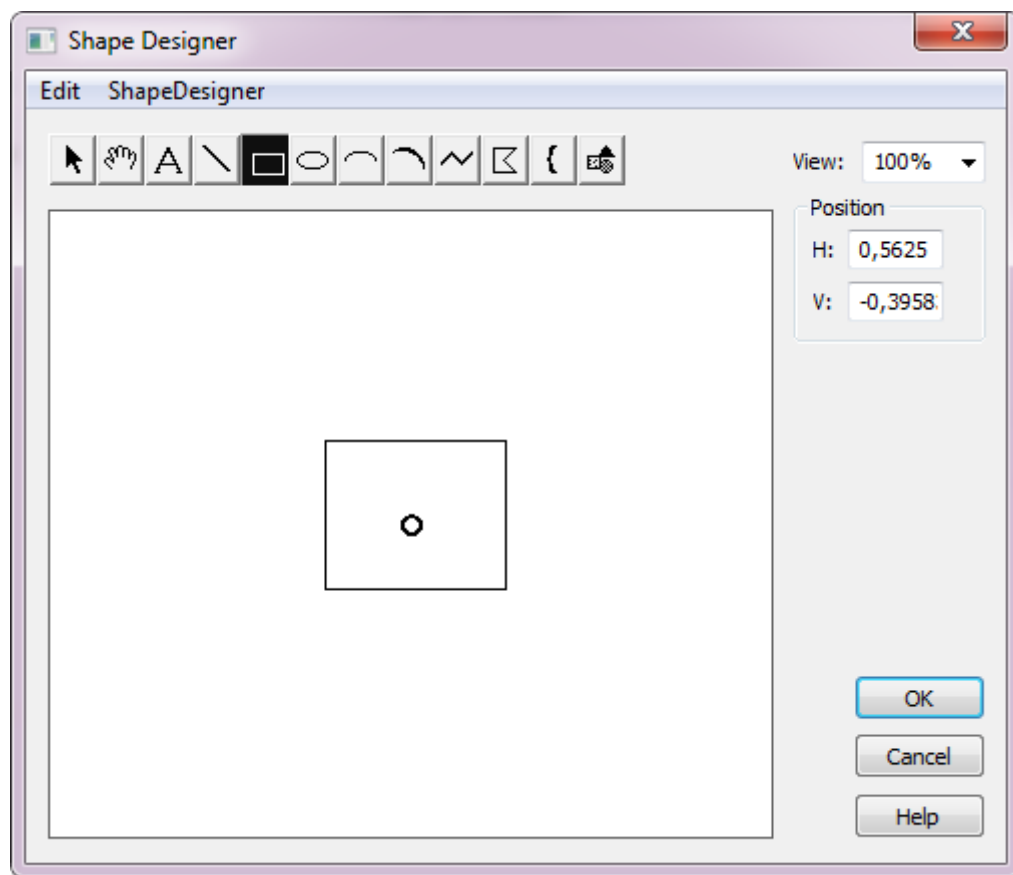 Shape Designer
Edit ShapeDesigner
A
View: 100%
Position
H: 0,5625
V: -0,3958
OK
Cancel
Help